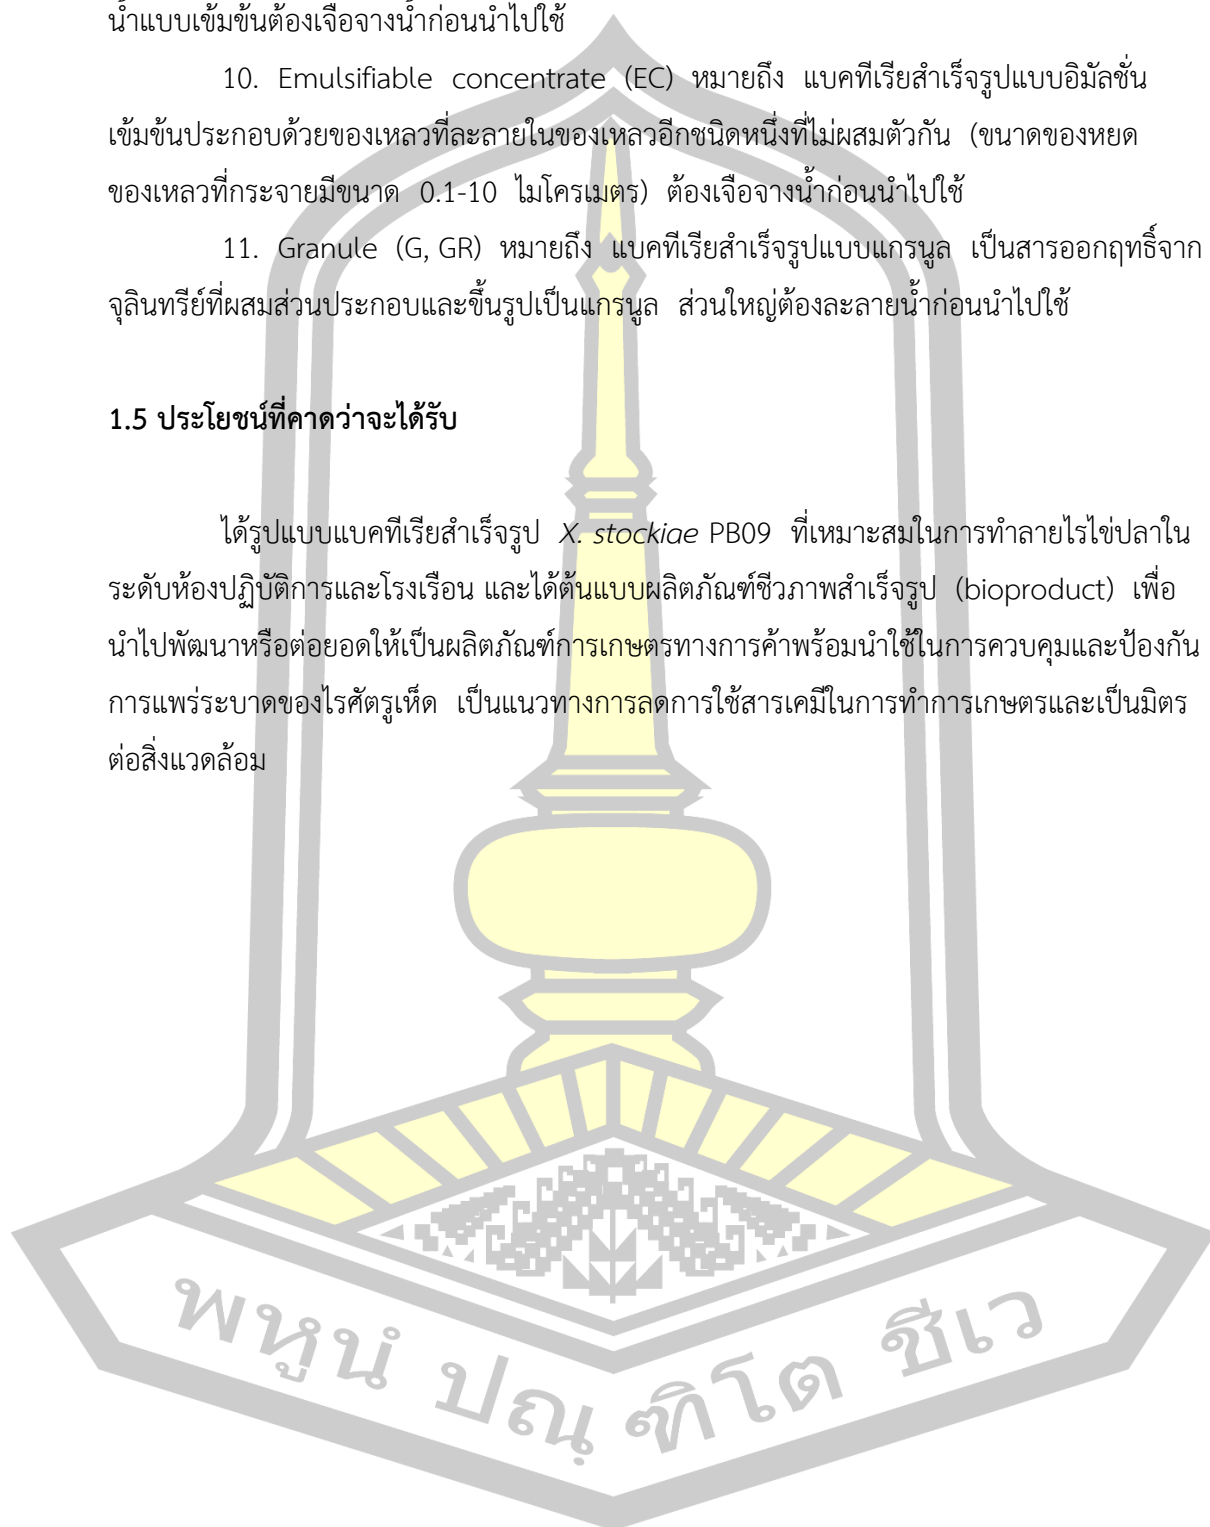 น้ำแบบเข้มข้นต้องเจือจางน้ำก่อนนำไปใช้
10. Emulsifiable concentrate (EC) หมายถึง แบคทีเรียสำเร็จรูปแบบอิมัลชั่น
เข้มข้นประกอบด้วยของเหลวที่ละลายในของเหลวอีกชนิดหนึ่งที่ไม่ผสมตัวกัน (ขนาดของหยด
ของเหลวที่กระจายมีขนาด 0.1-10 ไมโครเมตร) ต้องเจือจางน้ำก่อนนำไปใช้
11. Granule (G, GR) หมายถึง แบคทีเรียสำเร็จรูปแบบแกรนูล เป็นสารออกฤทธิ์จาก
จุลินทรีย์ที่ผสมส่วนประกอบและขึ้นรูปเป็นแกรนูล ส่วนใหญ่ต้องละลายน้ำก่อนนำไปใช้
1.5 ประโยชน์ที่คาดว่าจะได้รับ
ได้รูปแบบแบคทีเรียสำเร็จรูป X. stockiae PB09 ที่เหมาะสมในการทำลายไรไข่ปลาใน
ระดับห้องปฏิบัติการและโรงเรือน และได้ต้นแบบผลิตภัณฑ์ชีวภาพสำเร็จรูป (bioproduct) เพื่อ
นำไปพัฒนาหรือต่อยอดให้เป็นผลิตภัณฑ์การเกษตรทางการค้าพร้อมนำใช้ในการควบคุมและป้องกัน
การแพร่ระบาดของไรศัตรูเห็ด เป็นแนวทางการลดการใช้สารเคมีในการทำการเกษตรและเป็นมิตร
ต่อสิ่งแวดล้อม
พหูนํ ปณฺฑิโต ชีเว